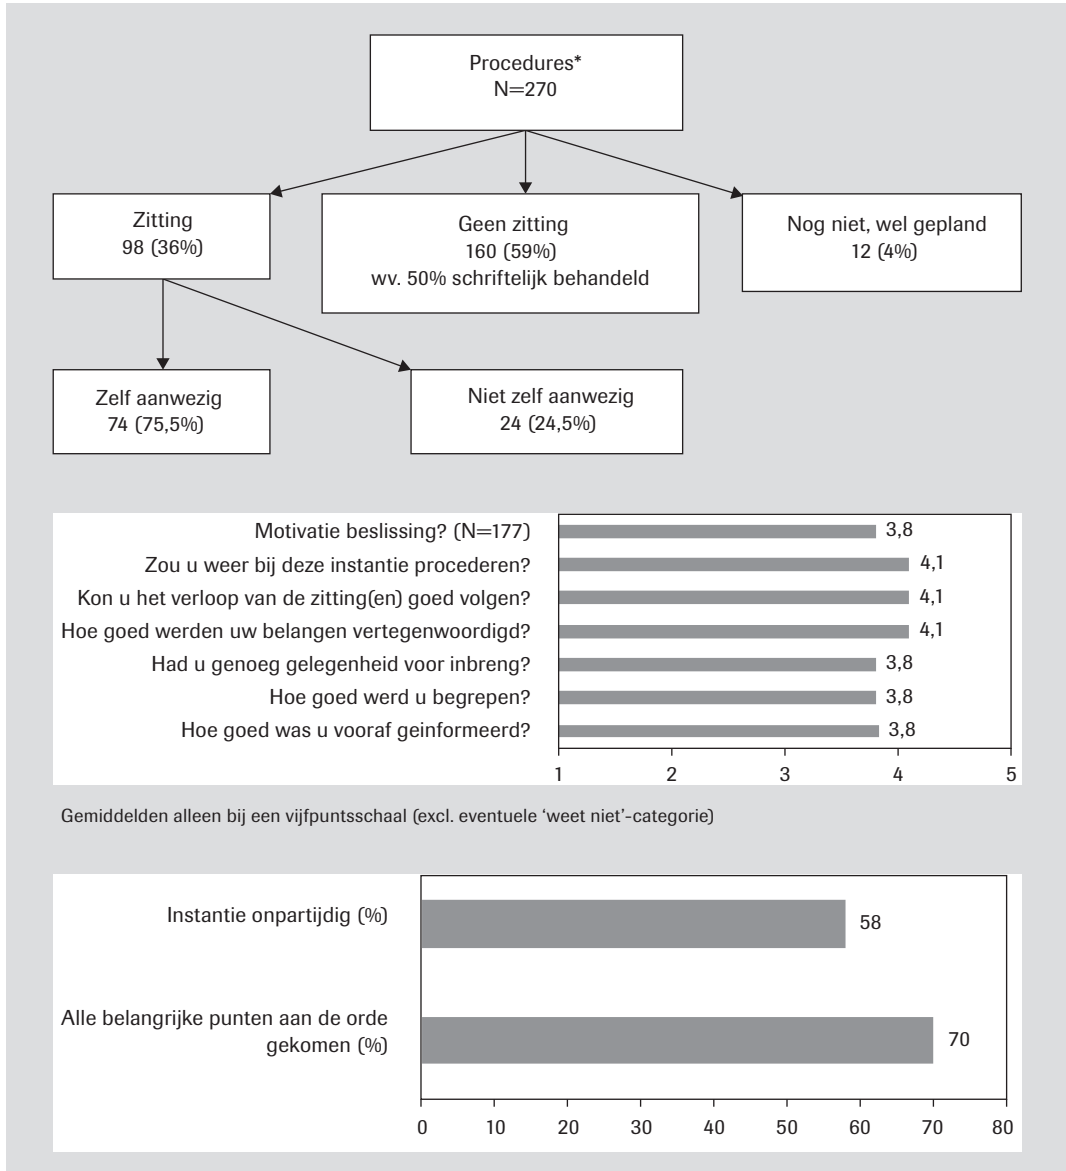 Procedures*
N=270
Zitting
98 (36%)
Geen zitting
160 (59%)
wv. 50% schriftelijk behandeld
Nog niet, wel gepland
12 (4%)
Zelf aanwezig
74 (75,5%)
Niet zelf aanwezig
24 (24,5%)
Motivatie beslissing? (N=177) 3,8
Zou u weer bij deze instantie procederen? 4,1
Kon u het verloop van de zitting(en) goed volgen? 4,1
Hoe goed werden uw belangen vertegenwoordigd? 4,1
Had u genoeg gelegenheid voor inbreng? 3,8
Hoe goed werd u begrepen? 3,8
Hoe goed was u vooraf geinformeerd? 3,8
1 2 3 4 5
Gemiddelden alleen bij een vijfpuntsschaal (excl. eventuele ‘weet niet’-categorie)
Instantie onpartijdig (%) 58
Alle belangrijke punten aan de orde
gekomen (%) 70
0 10 20 30 40 50 60 70 80